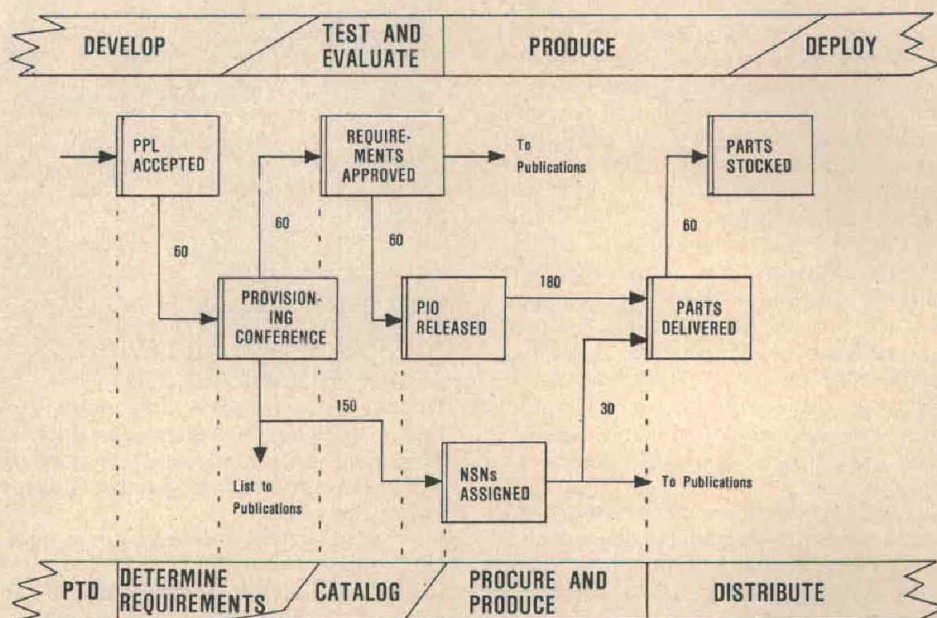 DEVELOP
TEST AND
EVALUATE
PRODUCE
DEPLOY
PPL
ACCEPTED
REQUIRE-
MENTS
APPROVED
To
Publications
PARTS
STOCKED
60
60
60
60
PROVISION-
ING
CONFERENCE
PIO
RELEASED
180
PARTS
DELIVERED
150
30
List to
Publications
NSNs
ASSIGNED
To Publications
PTD
DETERMINE
REQUIREMENTS
CATALOG
PROCURE AND
PRODUCE
DISTRIBUTE